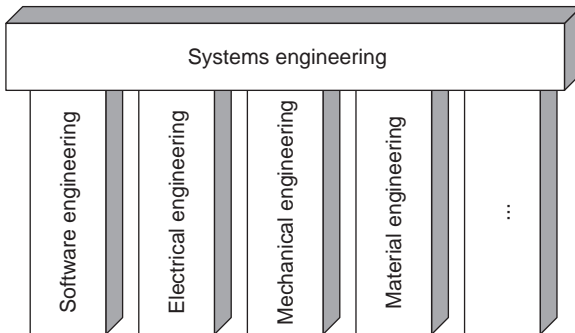 Systems engineering
Software engineering
Electrical engineering
Mechanical engineering
Material engineering
...